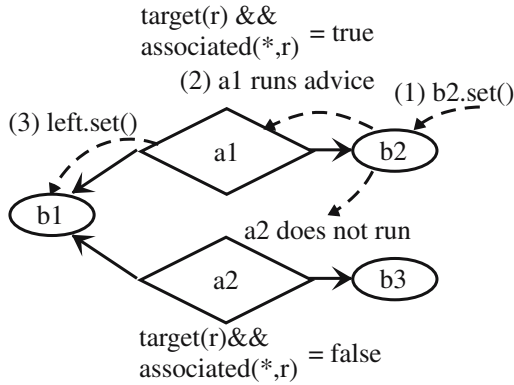 target(r) &&
associated(*,r) = true
(2) a1 runs advice
(1) b2.set()
(3) left.set()
a1
b2
b1
a2 does not run
a2
b3
target(r)&&
associated(*,r) = false